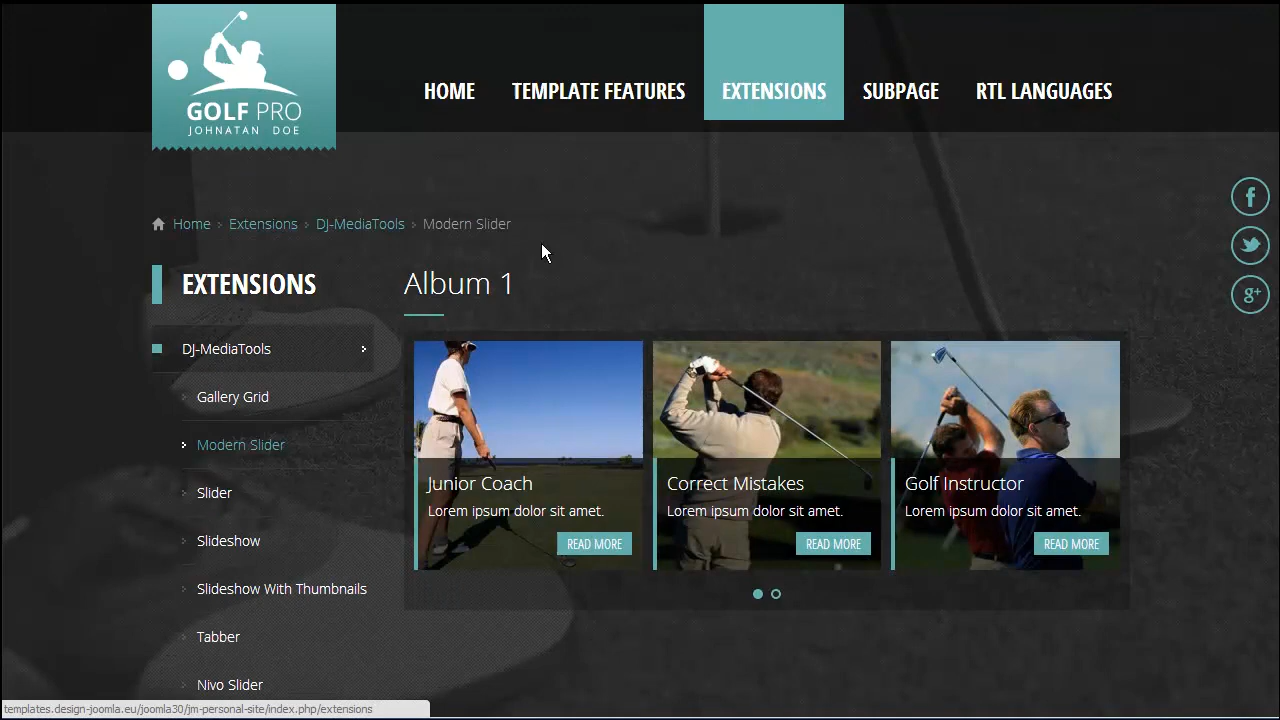 GOLF PRO
JOHNATAN DOE
HOME TEMPLATE FEATURES EXTENSIONS SUBPAGE RTL LANGUAGES
Home > Extensions > DJ-MediaTools > Modern Slider
EXTENSIONS
DJ-MediaTools
Gallery Grid
Modern Slider
Slider
Slideshow
Slideshow With Thumbnails
Tabber
Nivo Slider
Album 1
Junior Coach
Lorem ipsum dolor sit amet.
READ MORE
Correct Mistakes
Lorem ipsum dolor sit amet.
READ MORE
Golf Instructor
Lorem ipsum dolor sit amet.
READ MORE
f
g+
templates.design-joomla.eu/joomla30/jm-personal-site/index.php/extensions